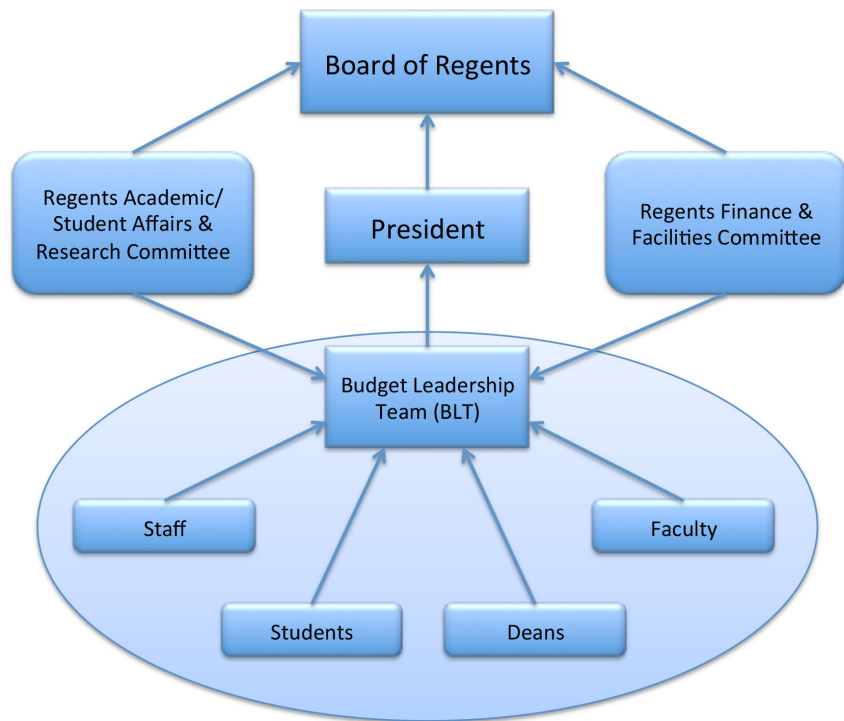 Board of Regents
Regents Academic/
Student Affairs &
Research Committee
President
Regents Finance &
Facilities Committee
Budget Leadership
Team (BLT)
Staff
Faculty
Students
Deans